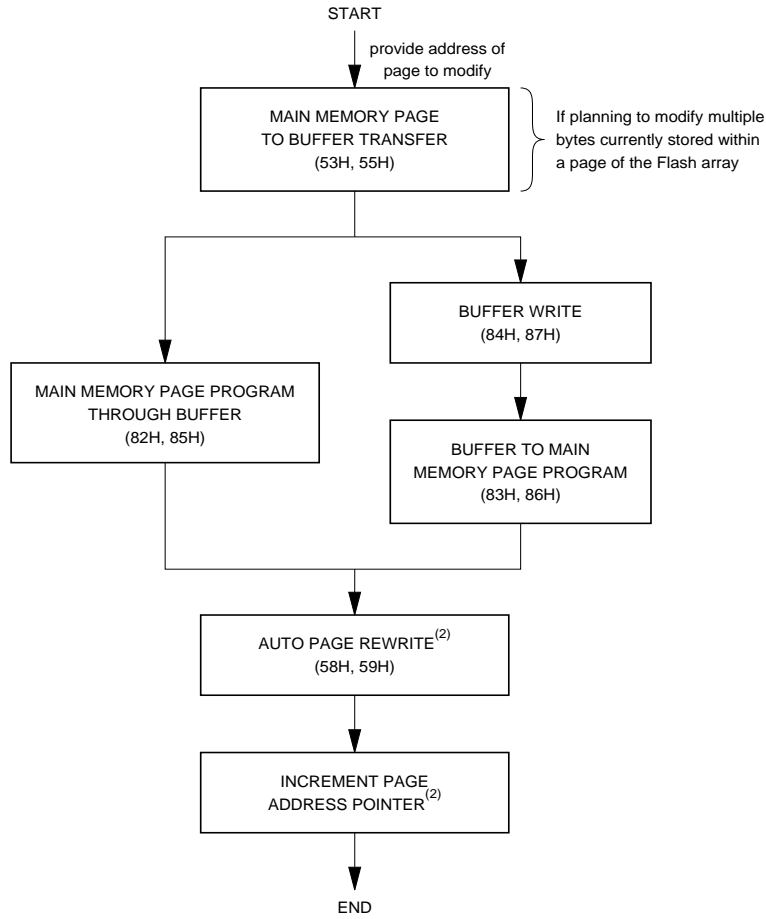 START
provide address of
page to modify
MAIN MEMORY PAGE
TO BUFFER TRANSFER
(53H, 55H)
If planning to modify multiple
bytes currently stored within
a page of the Flash array
BUFFER WRITE
(84H, 87H)
MAIN MEMORY PAGE PROGRAM
THROUGH BUFFER
(82H, 85H)
BUFFER TO MAIN
MEMORY PAGE PROGRAM
(83H, 86H)
AUTO PAGE REWRITE(2)
(58H, 59H)
INCREMENT PAGE
ADDRESS POINTER(2)
END